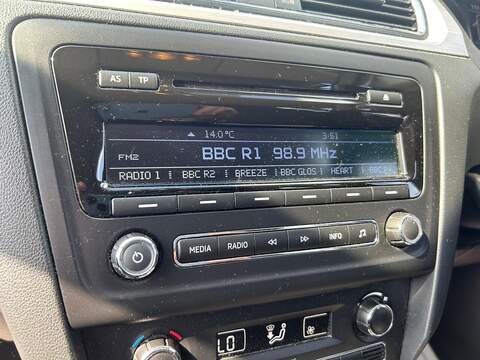 AS TP
14.0°C 3:51
FM2 BBC R1 98.9 MHz
RADIO 1 BBC R2 BREEZE BBC GLOS HEART
MEDIA RADIO INFO
LO